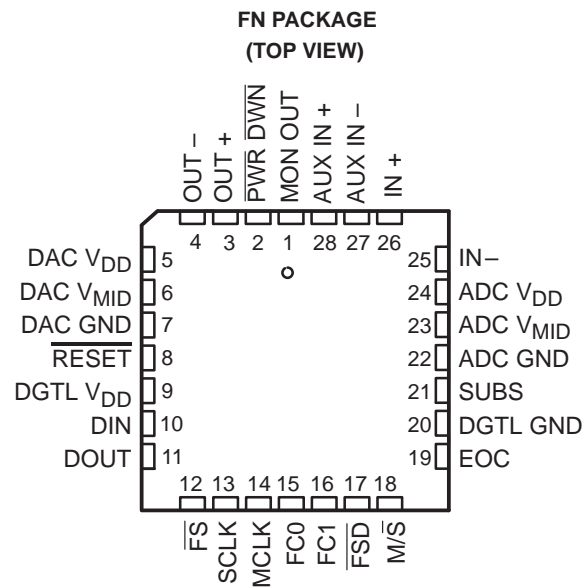 FN PACKAGE
(TOP VIEW)
OUT –
OUT +
PWR DWN
MON OUT
AUX IN +
AUX IN –
IN +
4 3 2 1 28 27 26
DAC VDD 5
DAC VMID 6
DAC GND 7
RESET 8
DGTL VDD 9
DIN 10
DOUT 11
25 IN–
24 ADC VDD
23 ADC VMID
22 ADC GND
21 SUBS
20 DGTL GND
19 EOC
12 13 14 15 16 17 18
FS
SCLK
MCLK
FC0
FC1
FSD
M/S